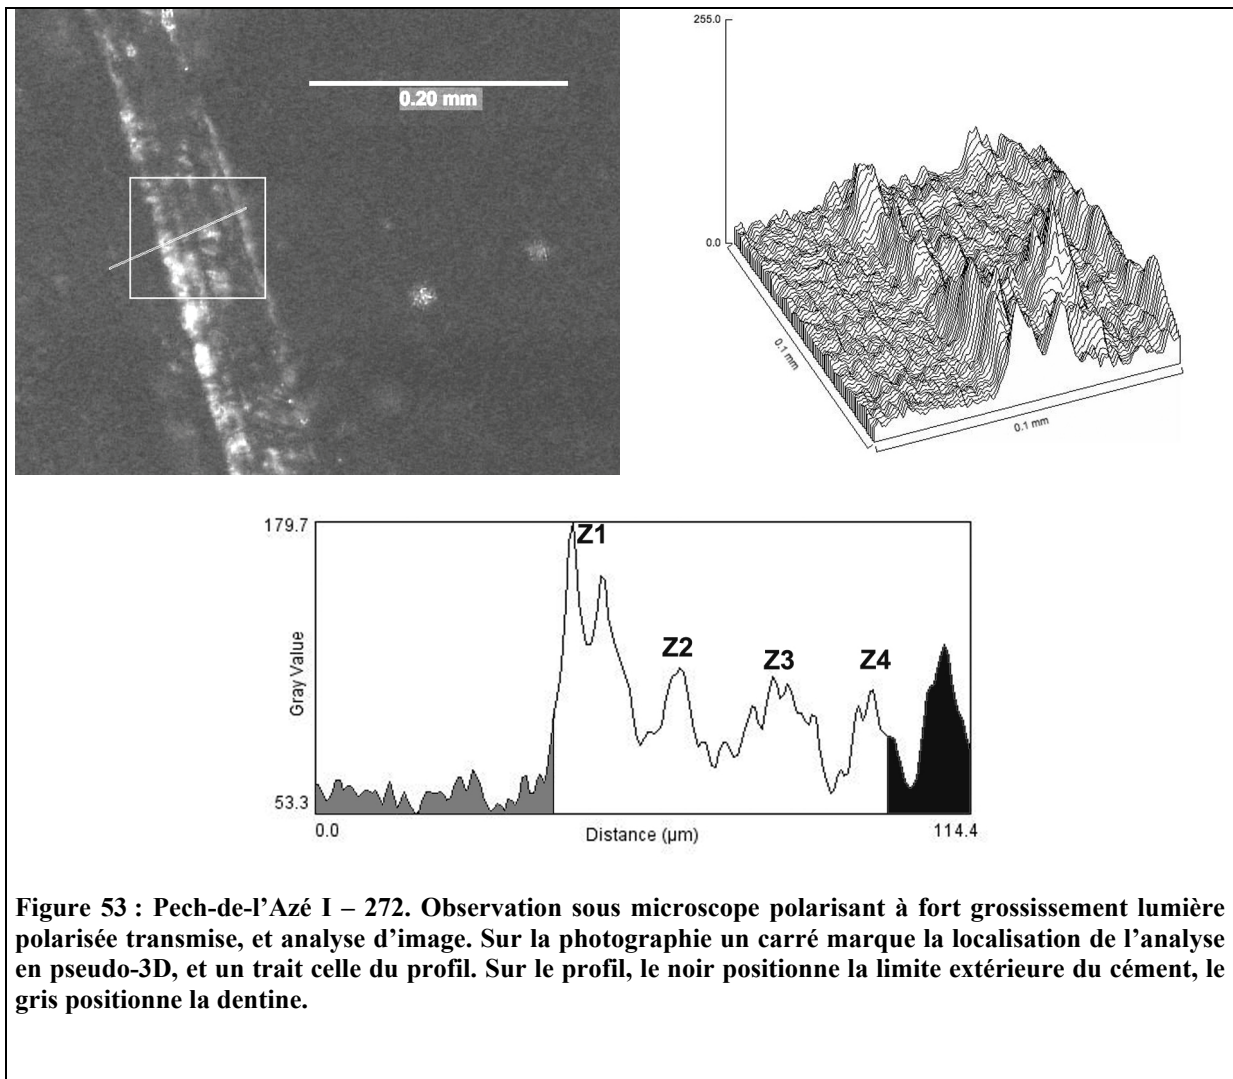 0.20 mm
255.0
0.0
0.1 mm
0.1 mm
179.7
Z1
Z2
Z3
Z4
Gray Value
53.3
0.0
Distance (µm)
114.4
Figure 53 : Pech-de-l’Azé I – 272. Observation sous microscope polarisant à fort grossissement lumière
polarisée transmise, et analyse d’image. Sur la photographie un carré marque la localisation de l’analyse
en pseudo-3D, et un trait celle du profil. Sur le profil, le noir positionne la limite extérieure du cément, le
gris positionne la dentine.